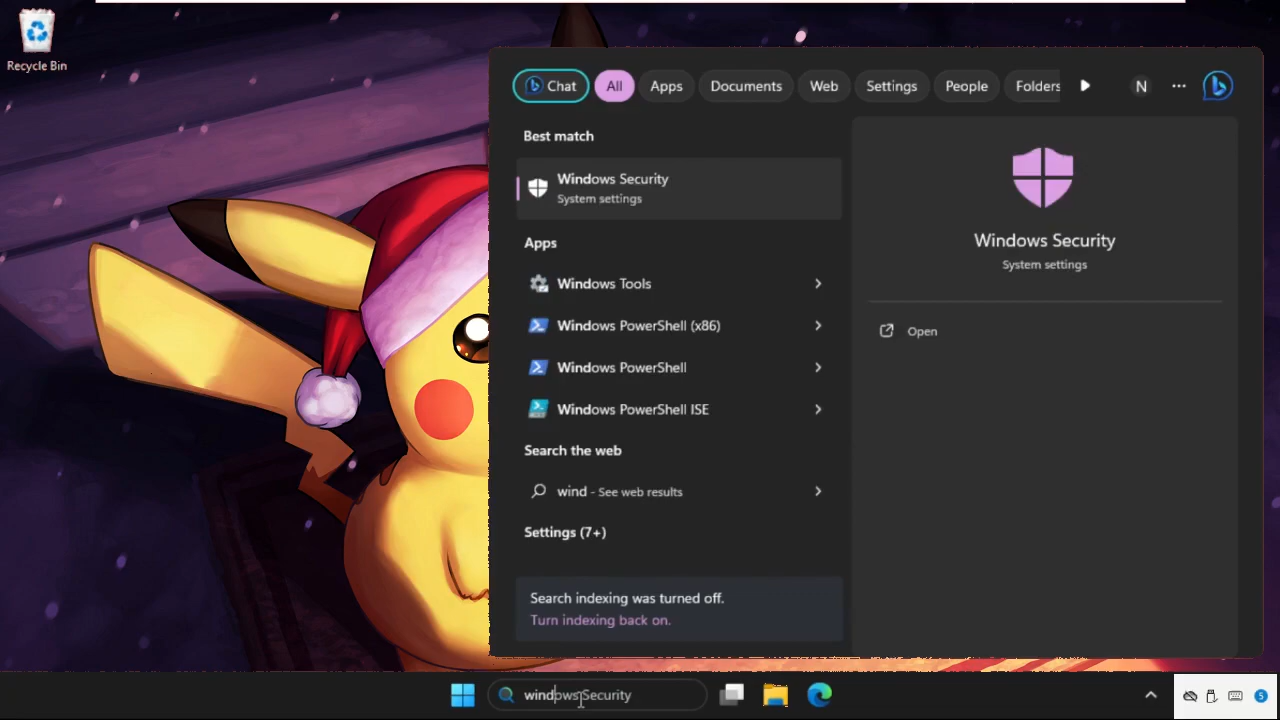 Recycle Bin
Chat
All
Apps
Documents
Web
Settings
People
Folders
N
Best match
Windows Security
System settings
Apps
Windows Tools
Windows PowerShell (x86)
Windows PowerShell
Windows PowerShell ISE
Search the web
wind - See web results
Settings (7+)
Search indexing was turned off.
Turn indexing back on.
Windows Security
System settings
Open
windows Security
5